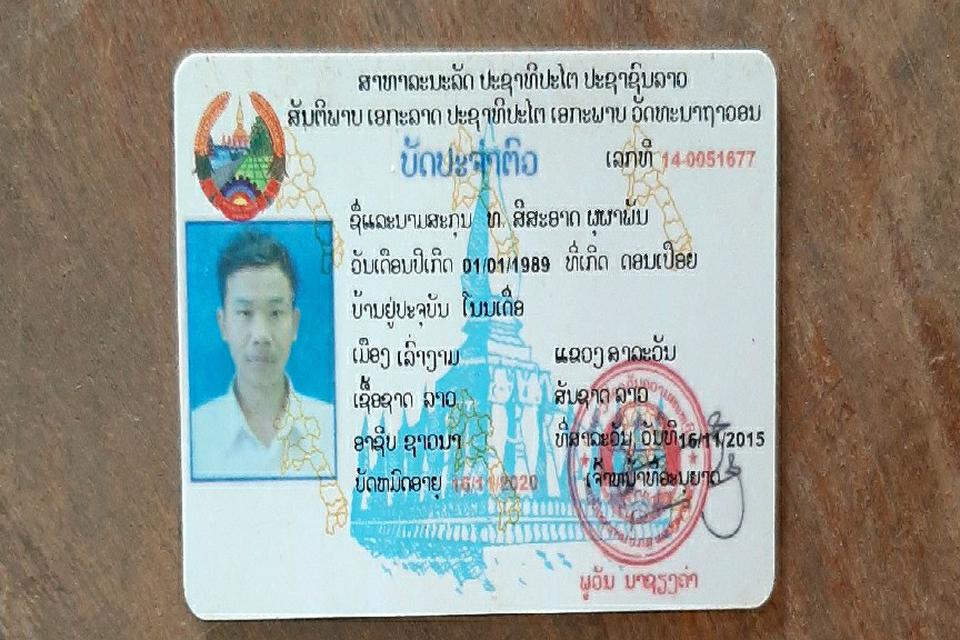 ສາທາລະນະລັດ ປະຊາທິປະໄຕ ປະຊາຊົນລາວ
ສັນຕິພາບ ເອກະລາດ ປະຊາທິປະໄຕ ເອກະພາບ ວັດທະນາຖາວອນ
ບັດປະຈຳຕົວ ເລກທີ 14-0051677
ຊື່ແລະນາມສະກຸນ ທ. ສີສະອາດ ຜຸຜາພັນ
ວັນເດືອນປີເກີດ 01/01/1989 ທີ່ເກີດ ດອນເປືອຍ
ບ້ານຢູ່ປະຈຸບັນ ໂນນເດື່ອ
ເມືອງ ເລົ່າງາມ ແຂວງ ສາລະວັນ
ເຊື້ອຊາດ ລາວ ສັນຊາດ ລາວ
ອາຊີບ ຊາວນາ ທີ່ສາລະວັນ ວັນທີ 16/11/2015
ບັດຫມົດອາຍຸ 16/11/2020 ເຈົ້າຫນ້າທີ່ອະນຸຍາດ
ພູວັນ ນາຊຽງຄຳ